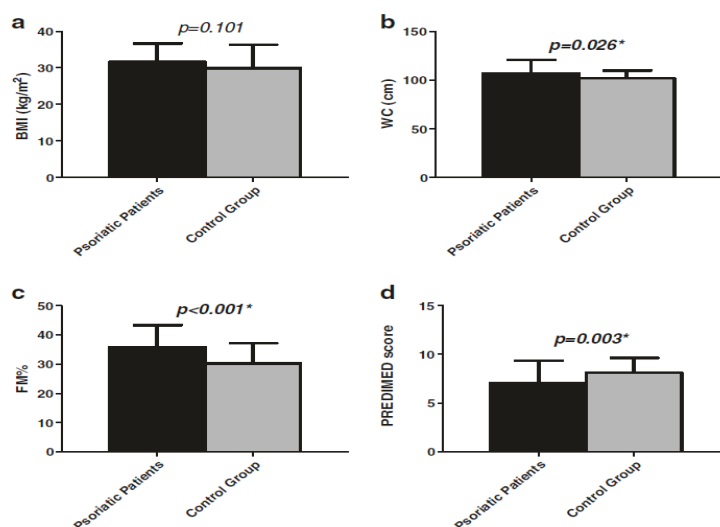 a
p=0.101
BMI (kg/m²)
40
30
20
10
0
Psoriatic Patients
Control Group
b
p=0.026*
WC (cm)
150
100
50
0
Psoriatic Patients
Control Group
c
p<0.001*
FM%
50
40
30
20
10
0
Psoriatic Patients
Control Group
d
p=0.003*
PREDIMED score
15
10
5
0
Psoriatic Patients
Control Group